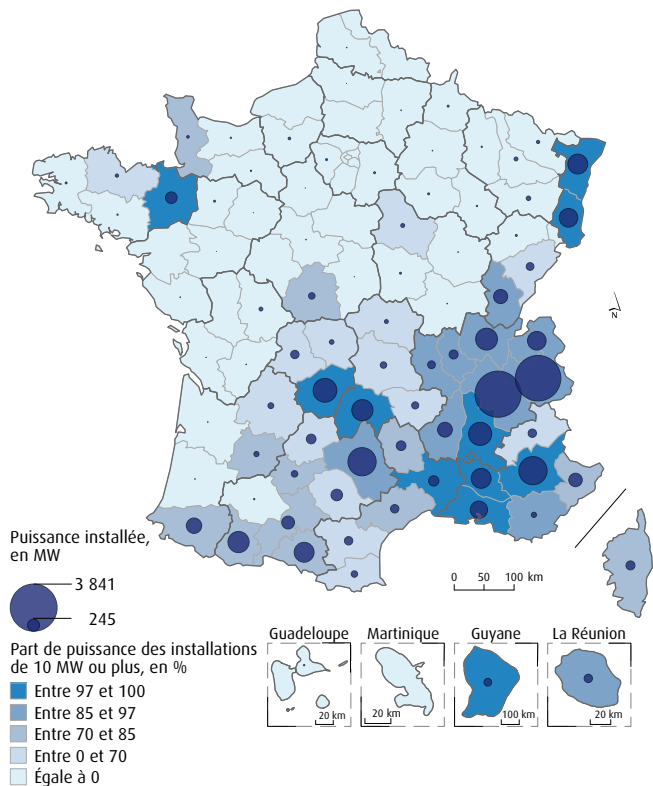 N
Puissance installée,
en MW
3 841
245
0 50 100 km
Part de puissance des installations
de 10 MW ou plus, en %
Entre 97 et 100
Entre 85 et 97
Entre 70 et 85
Entre 0 et 70
Égale à 0
Guadeloupe
20 km
Martinique
20 km
Guyane
100 km
La Réunion
20 km